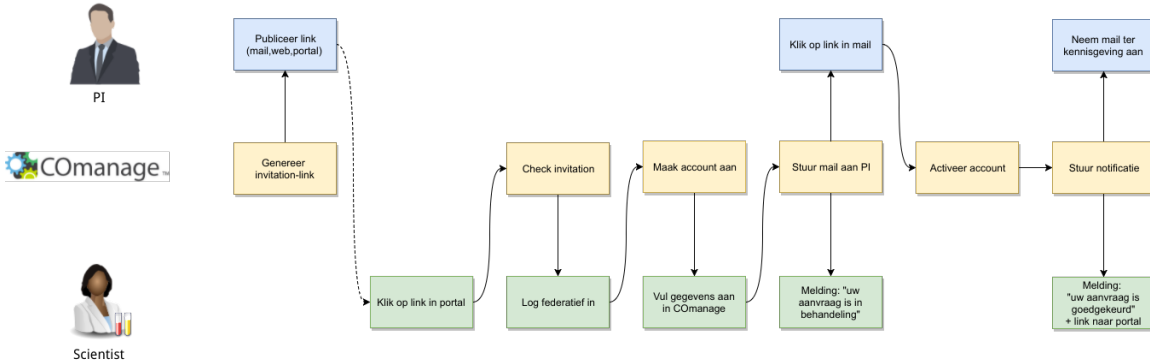 Publiceer link
(mail,web,portal)
Klik op link in mail
Neem mail ter
kennisgeving aan
PI
COmanage TM
Genereer
invitation-link
Check invitation
Maak account aan
Stuur mail aan PI
Activeer account
Stuur notificatie
Klik op link in portal
Log federatief in
Vul gegevens aan
in COmanage
Melding: "uw
aanvraag is in
behandeling"
Melding:
"uw aanvraag is
goedgekeurd"
+ link naar portal
Scientist